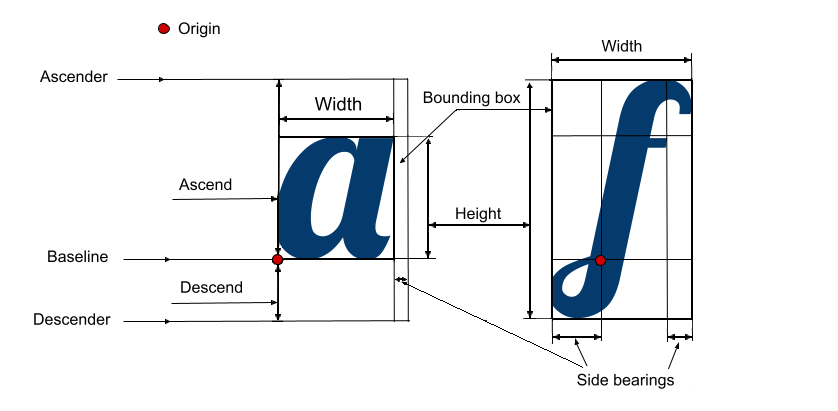 Origin
Width
Ascender
Width
Bounding box
Ascend
Height
Baseline
Descend
Descender
Side bearings
a
f